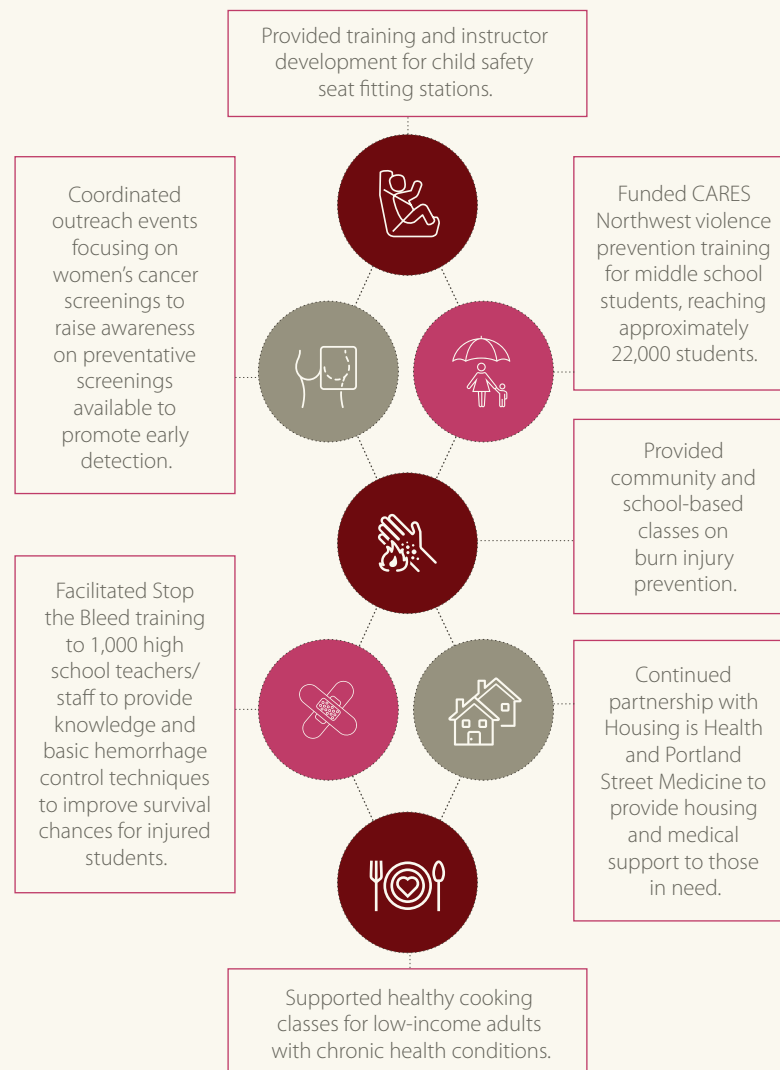 Provided training and instructor
development for child safety
seat fitting stations.
Coordinated
outreach events
focusing on
women's cancer
screenings to
raise awareness
on preventative
screenings
available to
promote early
detection.
Funded CARES
Northwest violence
prevention training
for middle school
students, reaching
approximately
22,000 students.
Provided
community and
school-based
classes on
burn injury
prevention.
Facilitated Stop
the Bleed training
to 1,000 high
school teachers/
staff to provide
knowledge and
basic hemorrhage
control techniques
to improve survival
chances for injured
students.
Continued
partnership with
Housing is Health
and Portland
Street Medicine to
provide housing
and medical
support to those
in need.
Supported healthy cooking
classes for low-income adults
with chronic health conditions.